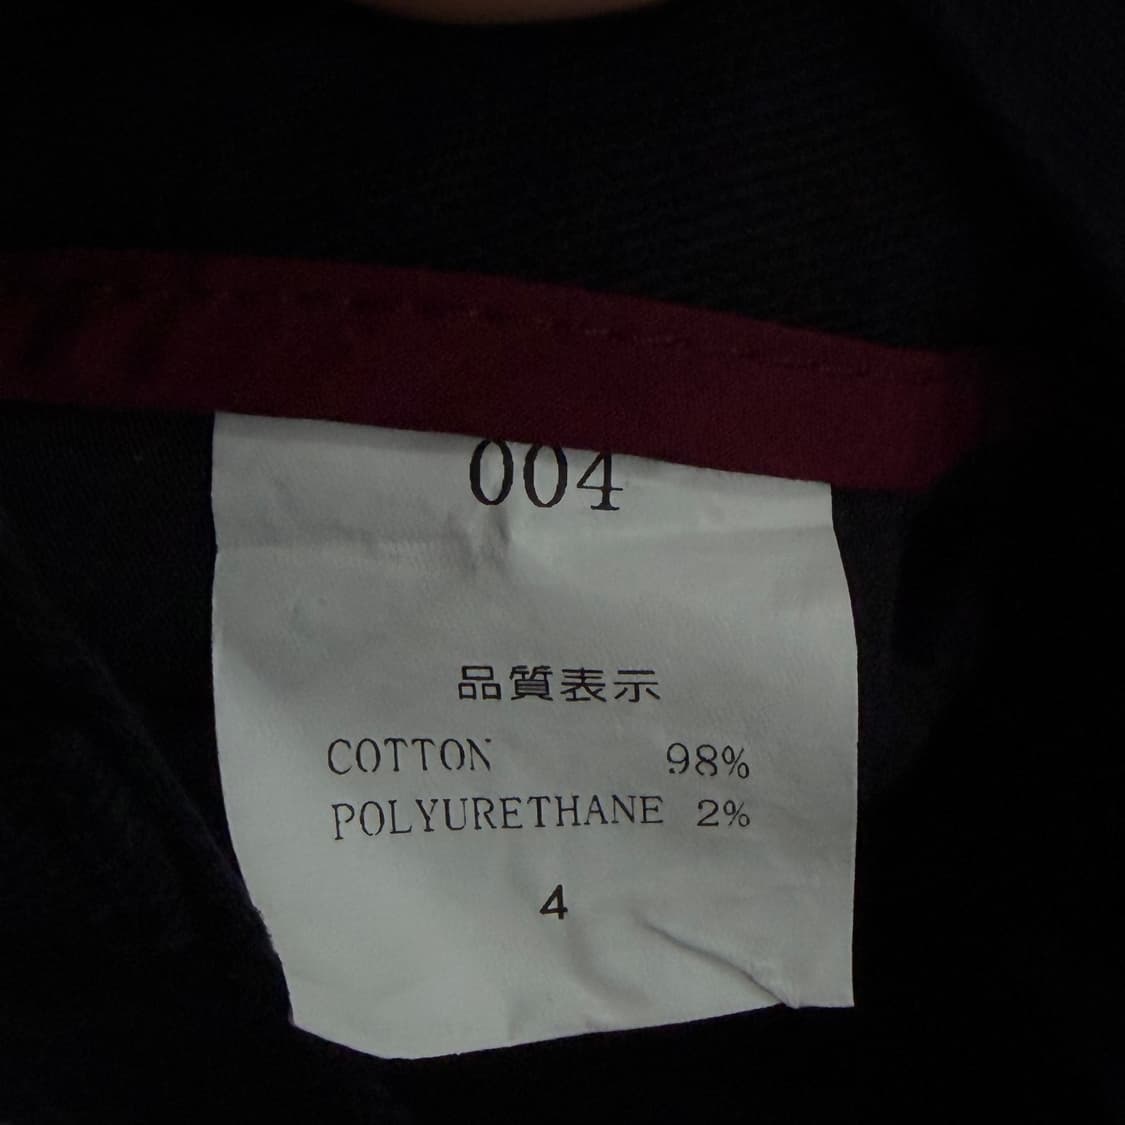 004
品質表示
COTTON 98%
POLYURETHANE 2%
4